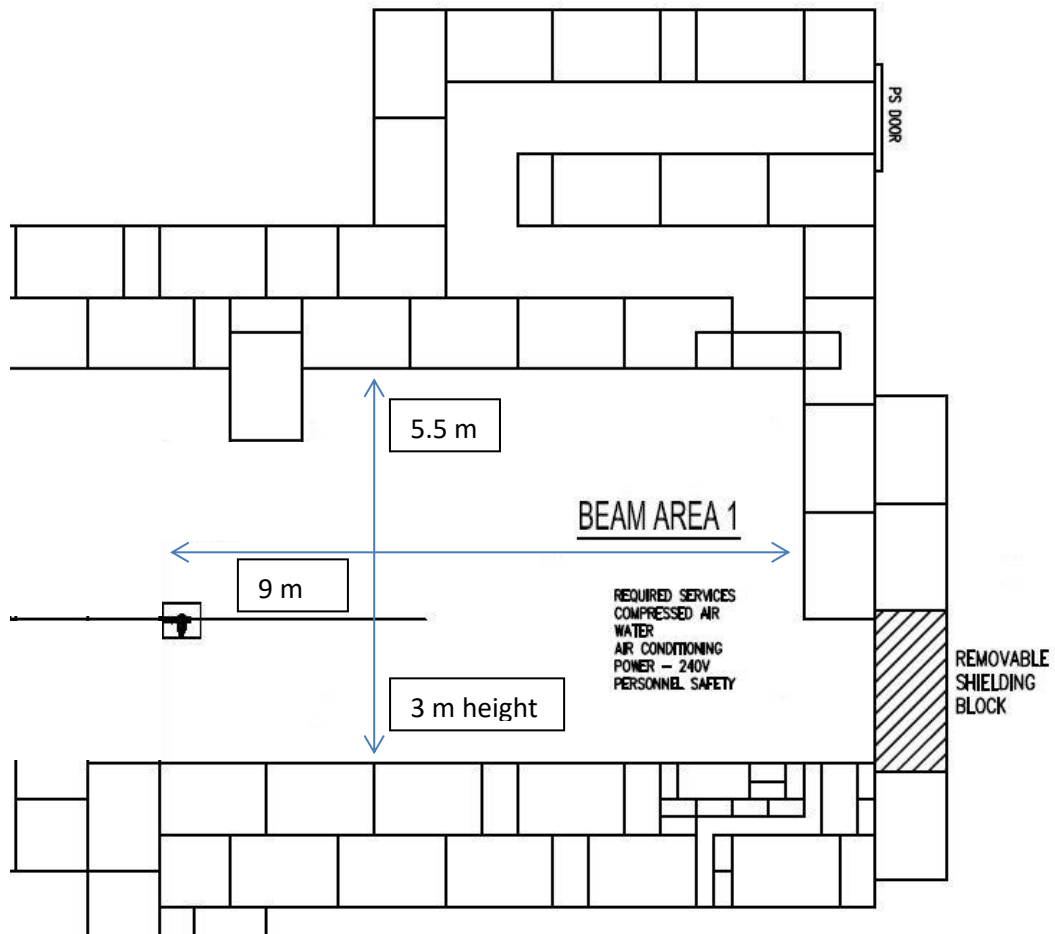 PS DOOR
5.5 m
BEAM AREA 1
9 m
REQUIRED SERVICES
COMPRESSED AIR
WATER
AIR CONDITIONING
POWER – 240V
PERSONNEL SAFETY
REMOVABLE
SHIELDING
BLOCK
3 m height